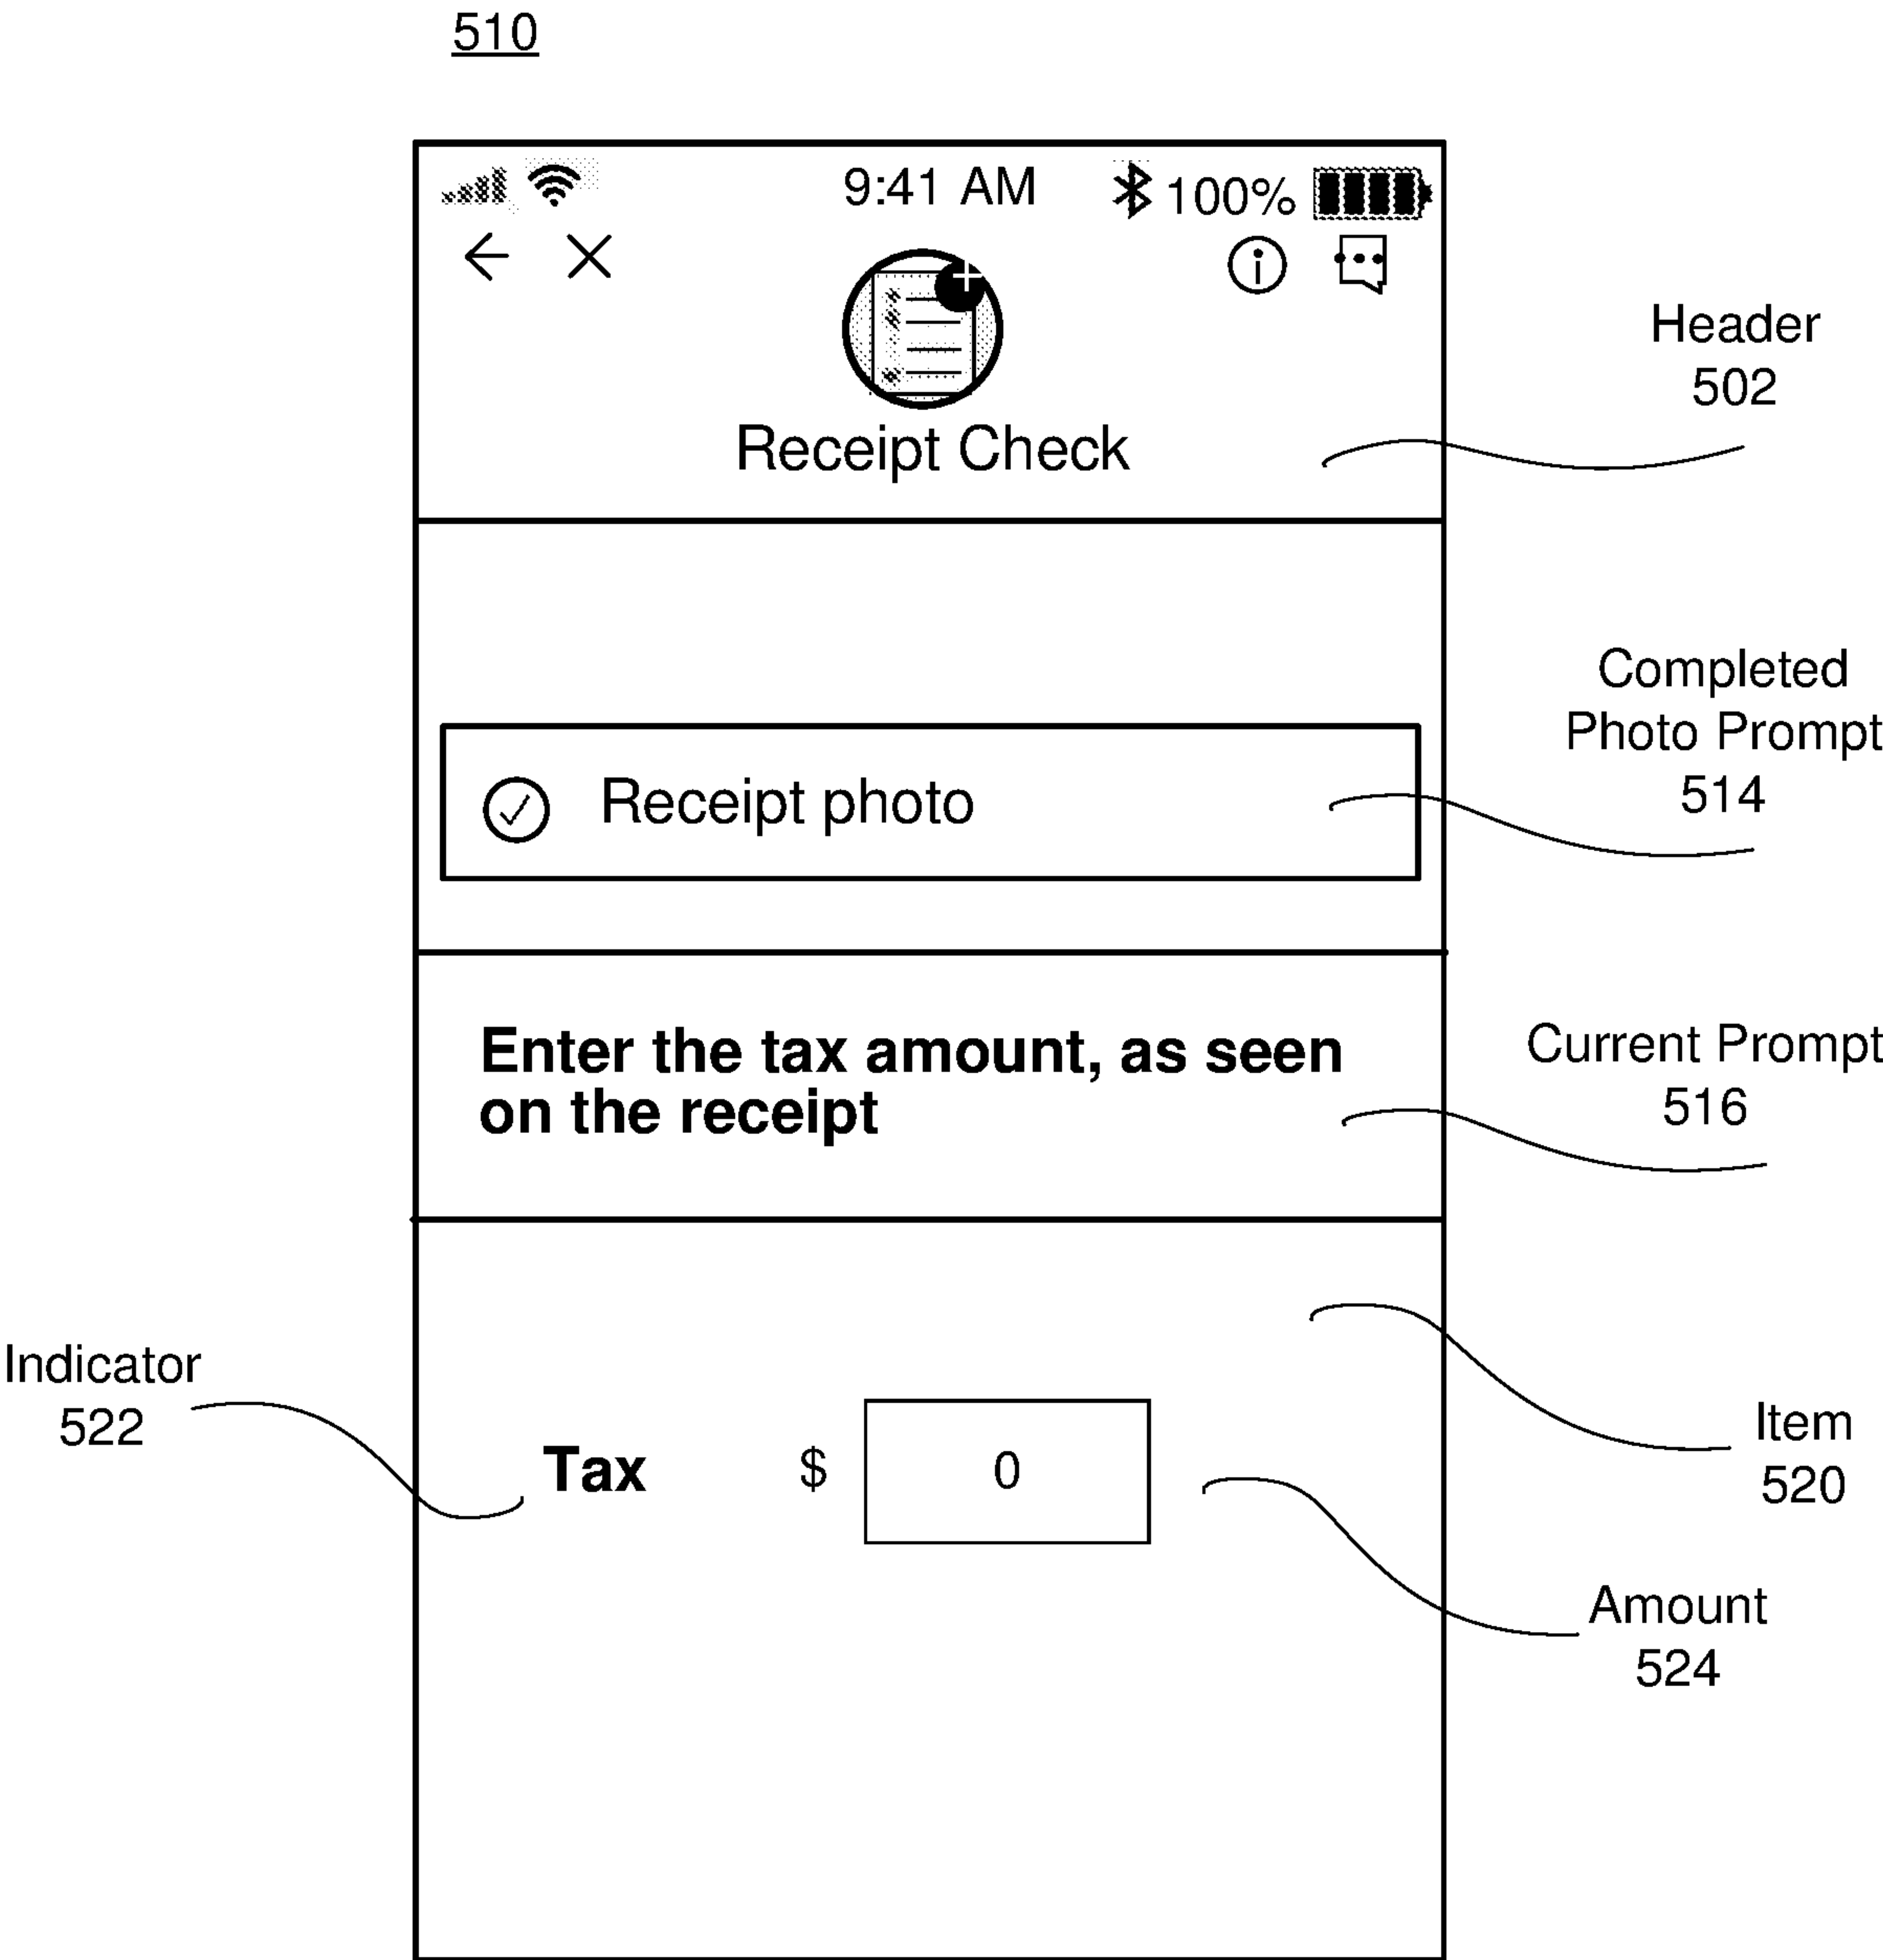 510
9:41 AM
100%
Receipt Check
Header
502
Completed
Photo Prompt
514
Receipt photo
Enter the tax amount, as seen
on the receipt
Current Prompt
516
Indicator
522
Tax $ 0
Item
520
Amount
524